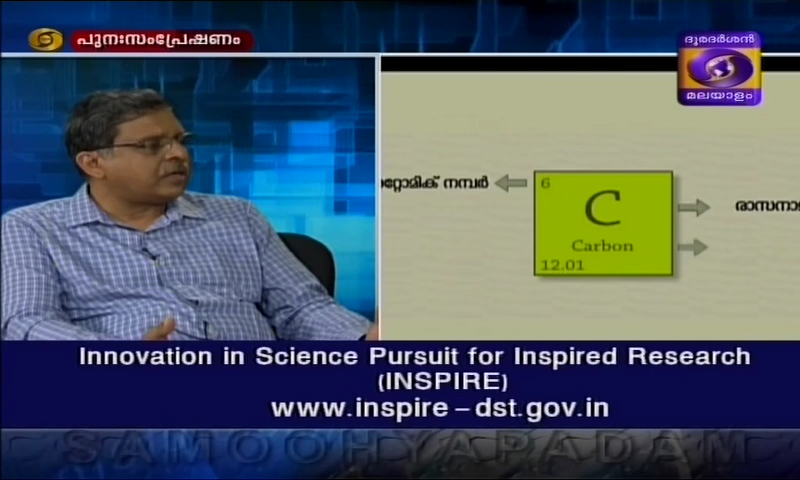 പുനഃസംപ്രേഷണം
ദൂരദർശൻ
മലയാളം
നമ്പർ
6
C
Carbon
12.01
Innovation in Science Pursuit for Inspired Research
(INSPIRE)
www.inspire-dst.gov.in
SAMOOHYAPADAM